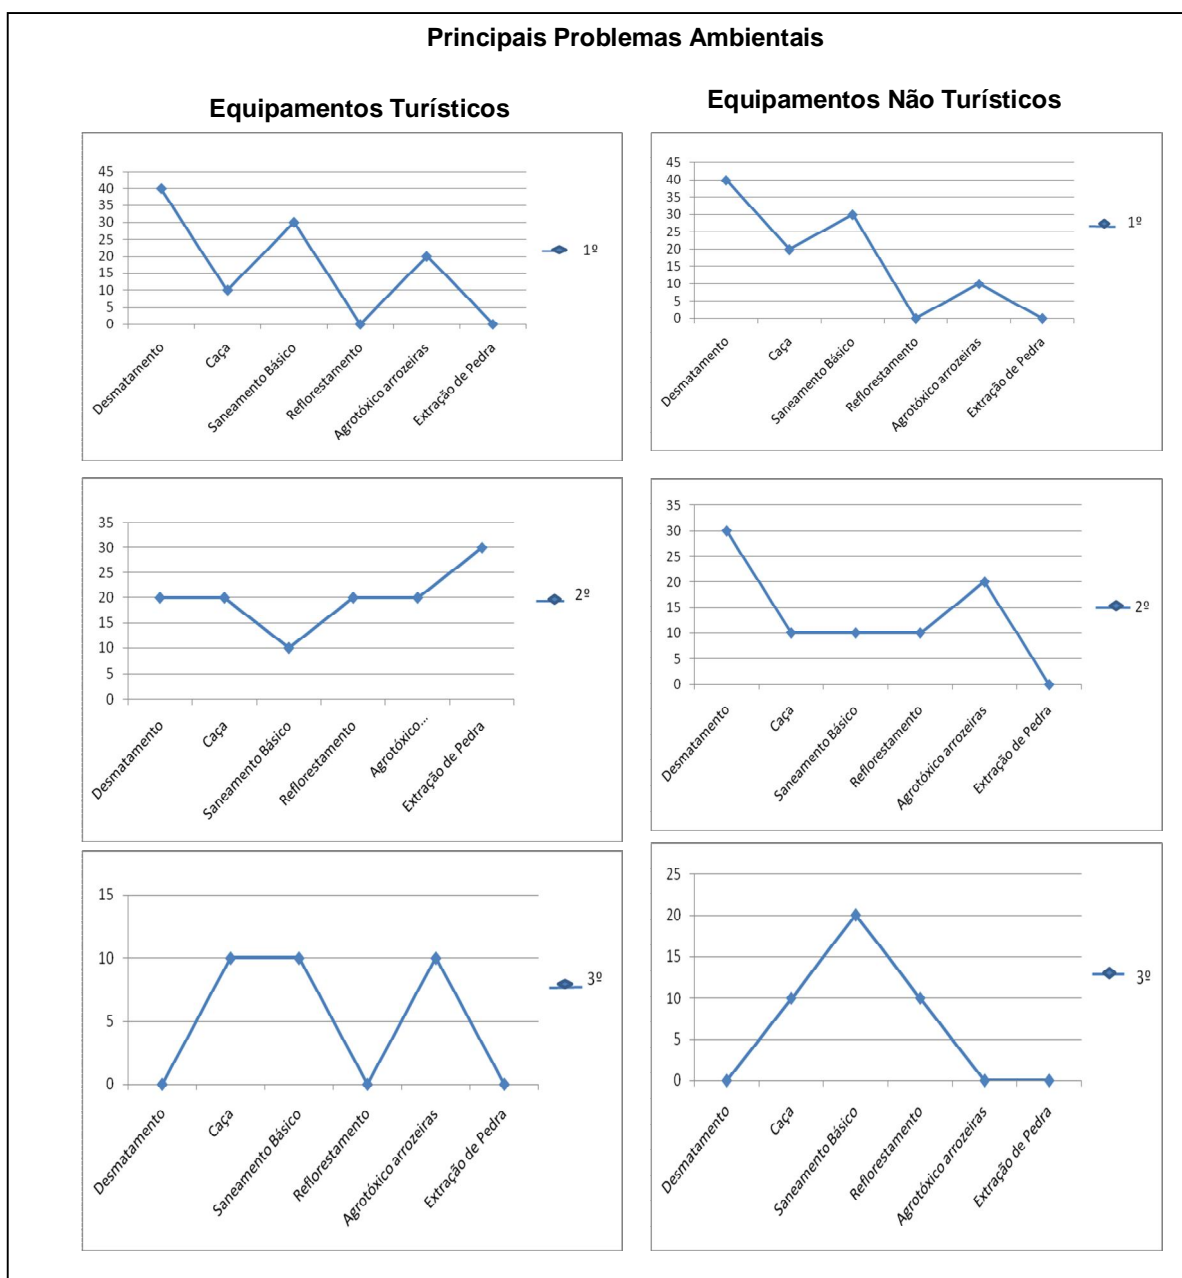 Principais Problemas Ambientais
Equipamentos Turísticos
45
40
35
30
25
20
15
10
5
0
Desmatamento
Caça
Saneamento Básico
Reflorestamento
Agrotóxico arrozeiras
Extração de Pedra
1º
Equipamentos Não Turísticos
45
40
35
30
25
20
15
10
5
0
Desmatamento
Caça
Saneamento Básico
Reflorestamento
Agrotóxico arrozeiras
Extração de Pedra
1º
35
30
25
20
15
10
5
0
Desmatamento
Caça
Saneamento Básico
Reflorestamento
Agrotóxico...
Extração de Pedra
2º
35
30
25
20
15
10
5
0
Desmatamento
Caça
Saneamento Básico
Reflorestamento
Agrotóxico arrozeiras
Extração de Pedra
2º
15
10
5
0
Desmatamento
Caça
Saneamento Básico
Reflorestamento
Agrotóxico arrozeiras
Extração de Pedra
3º
25
20
15
10
5
0
Desmatamento
Caça
Saneamento Básico
Reflorestamento
Agrotóxico arrozeiras
Extração de Pedra
3º